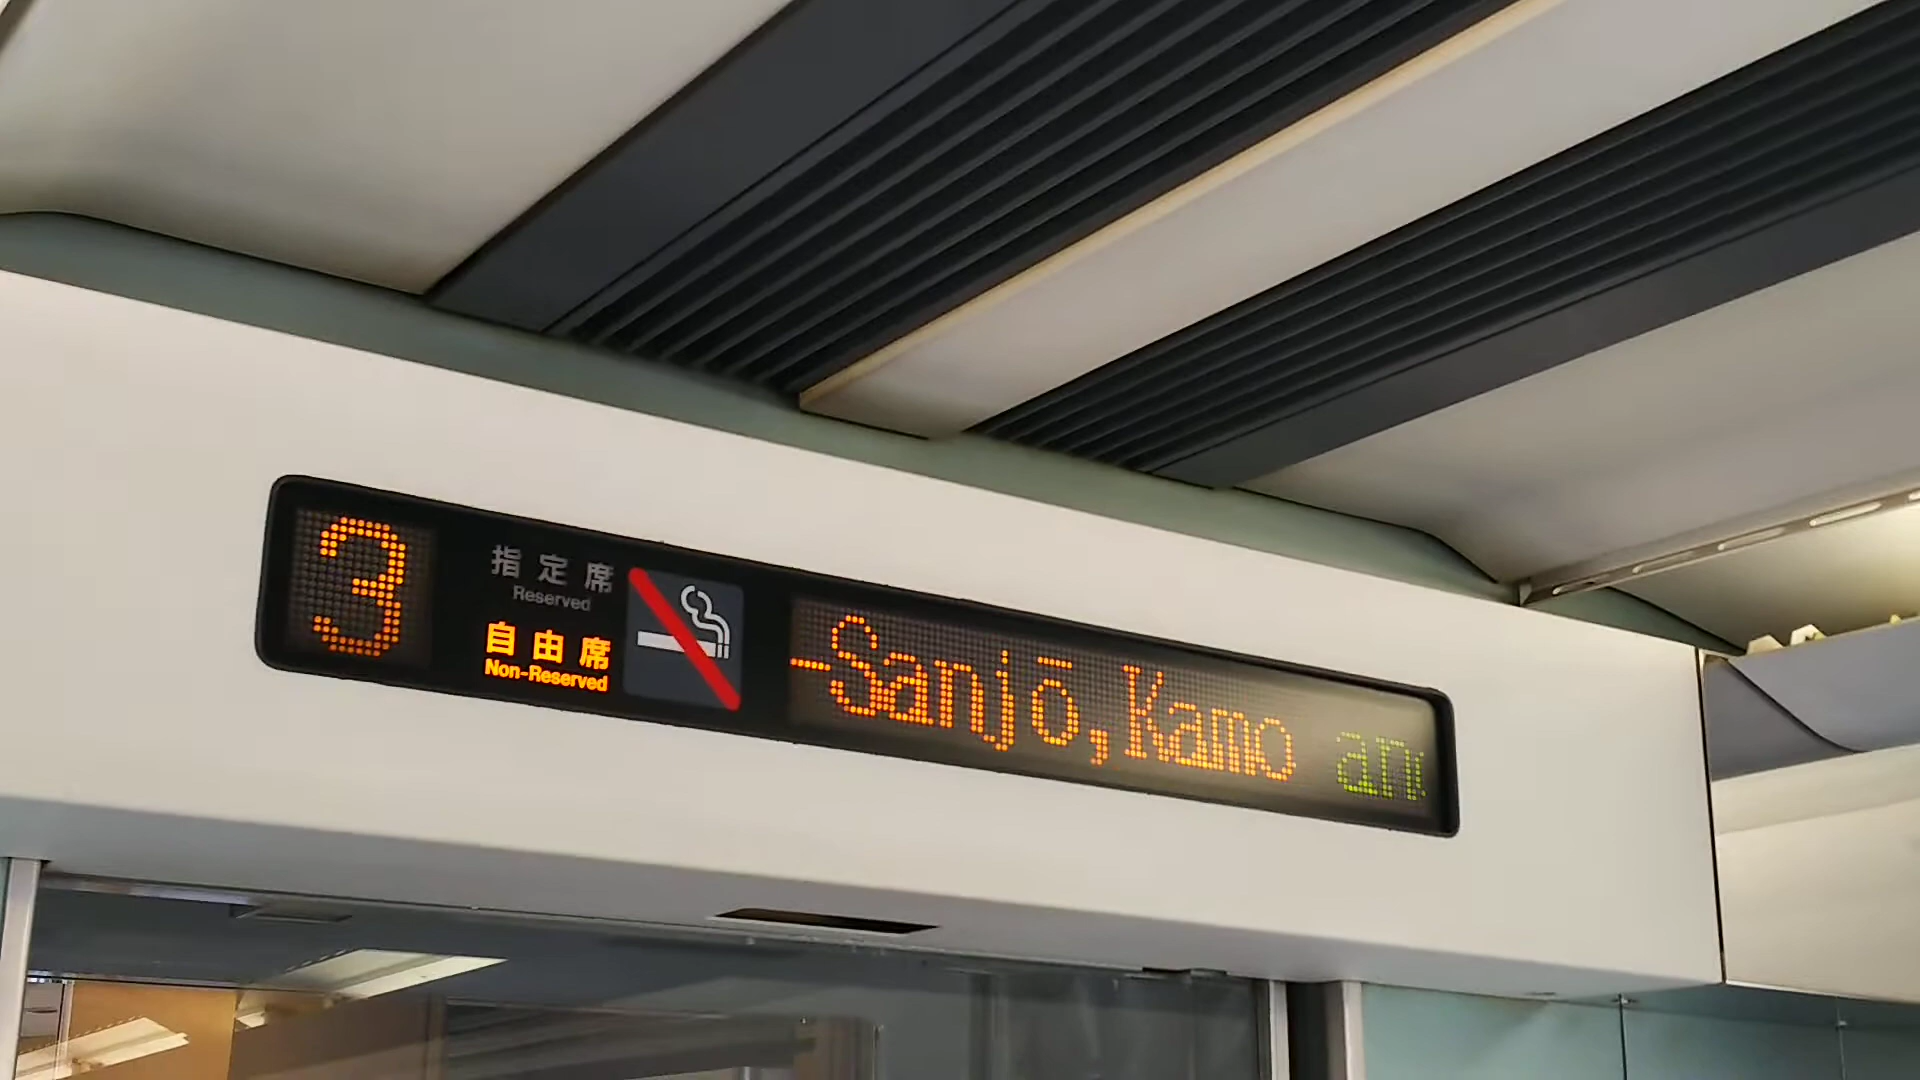 3
指定席
Reserved
自由席
Non-Reserved
-Sanjō, Kamo